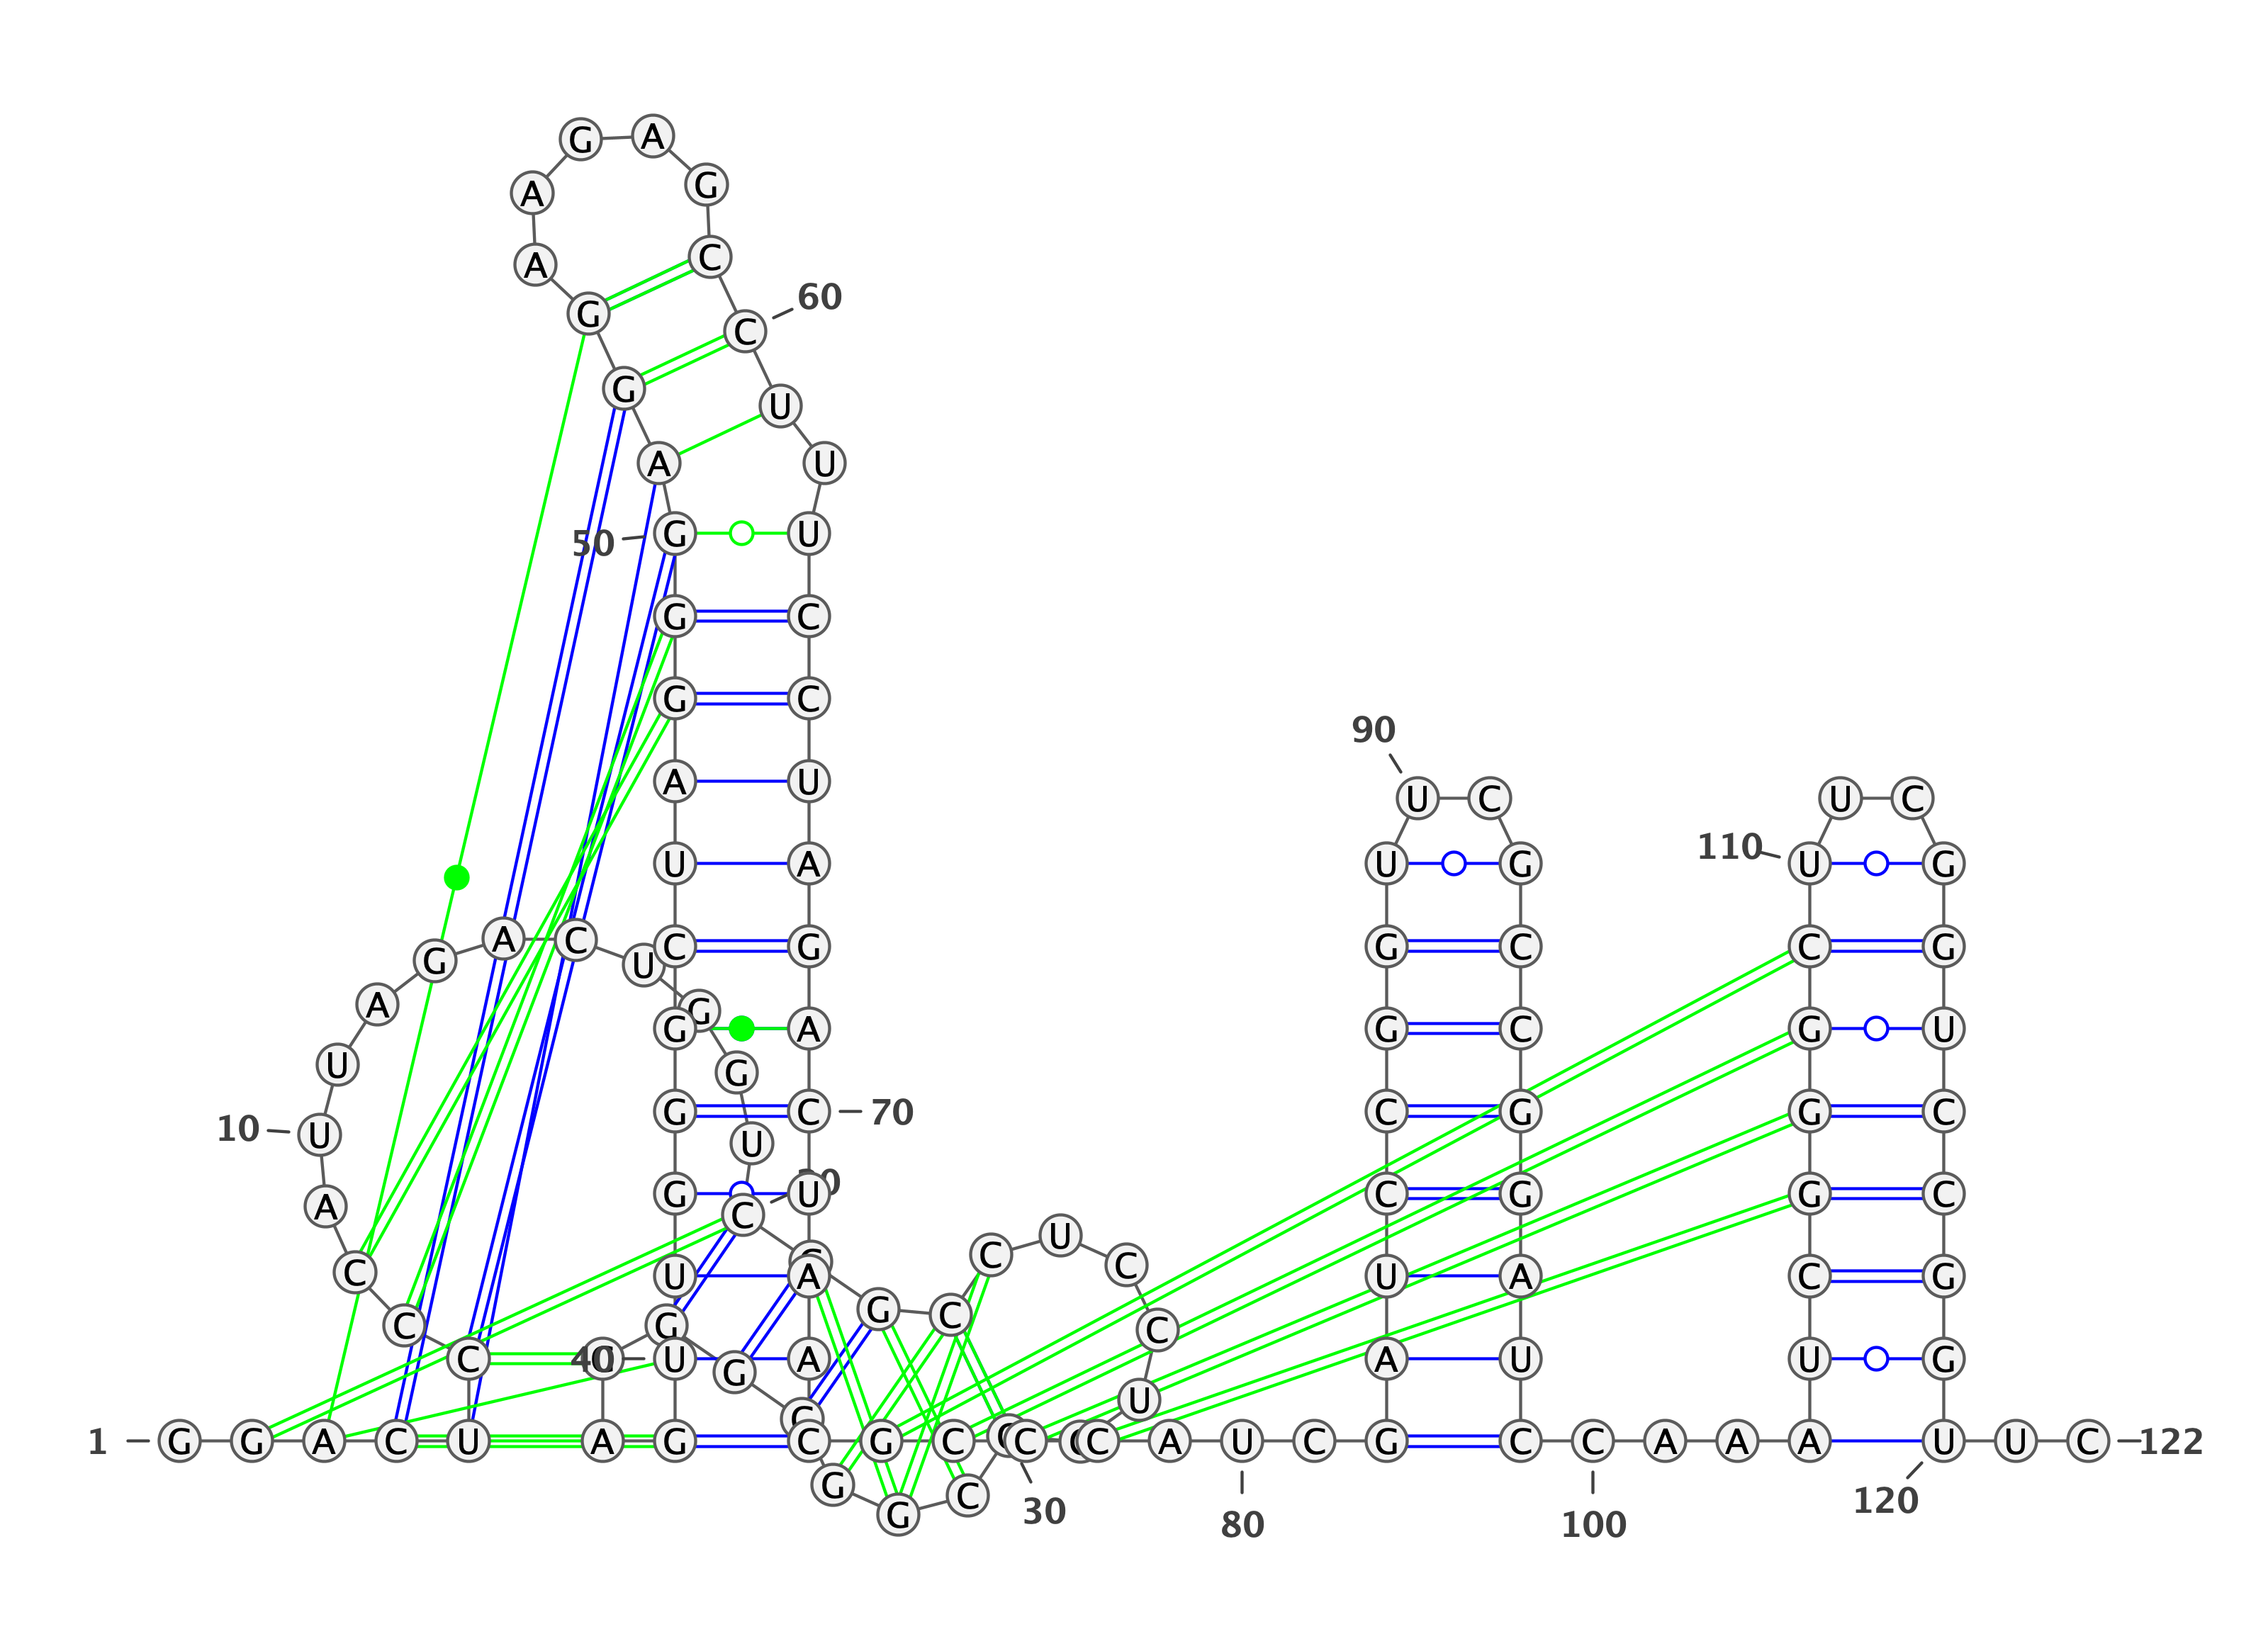 G A
A G
A C
60
G
C
G
U
A U
50 G U
G C
G C
90
A U
U C U C
110 U G
U A U G
G A C U C G G C C G
A G
G A G C G U
U G
10 U G C 70 C G G C
U
A G U C G G C
C
C U C
C U A U A C G
G C C
C G
C 40 U A A U U G
G
U
C
1 G G A C U A G C G C C C A U C G C C A A A A U U C 122
G C
G 30 80 100 120